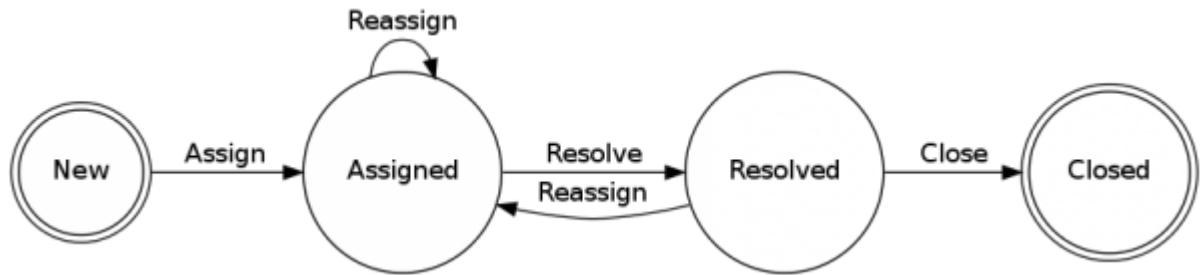 Reassign
New
Assign
Assigned
Resolve
Reassign
Resolved
Close
Closed